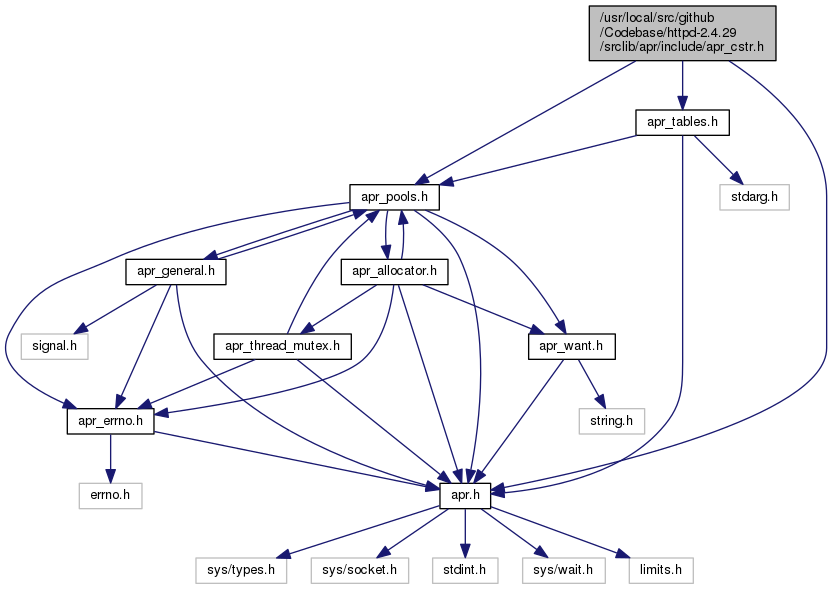 /usr/local/src/github
/Codebase/httpd-2.4.29
/srclib/apr/include/apr_cstr.h
apr_tables.h
apr_pools.h
stdarg.h
apr_general.h
apr_allocator.h
signal.h
apr_thread_mutex.h
apr_want.h
apr_errno.h
string.h
errno.h
apr.h
sys/types.h
sys/socket.h
stdint.h
sys/wait.h
limits.h